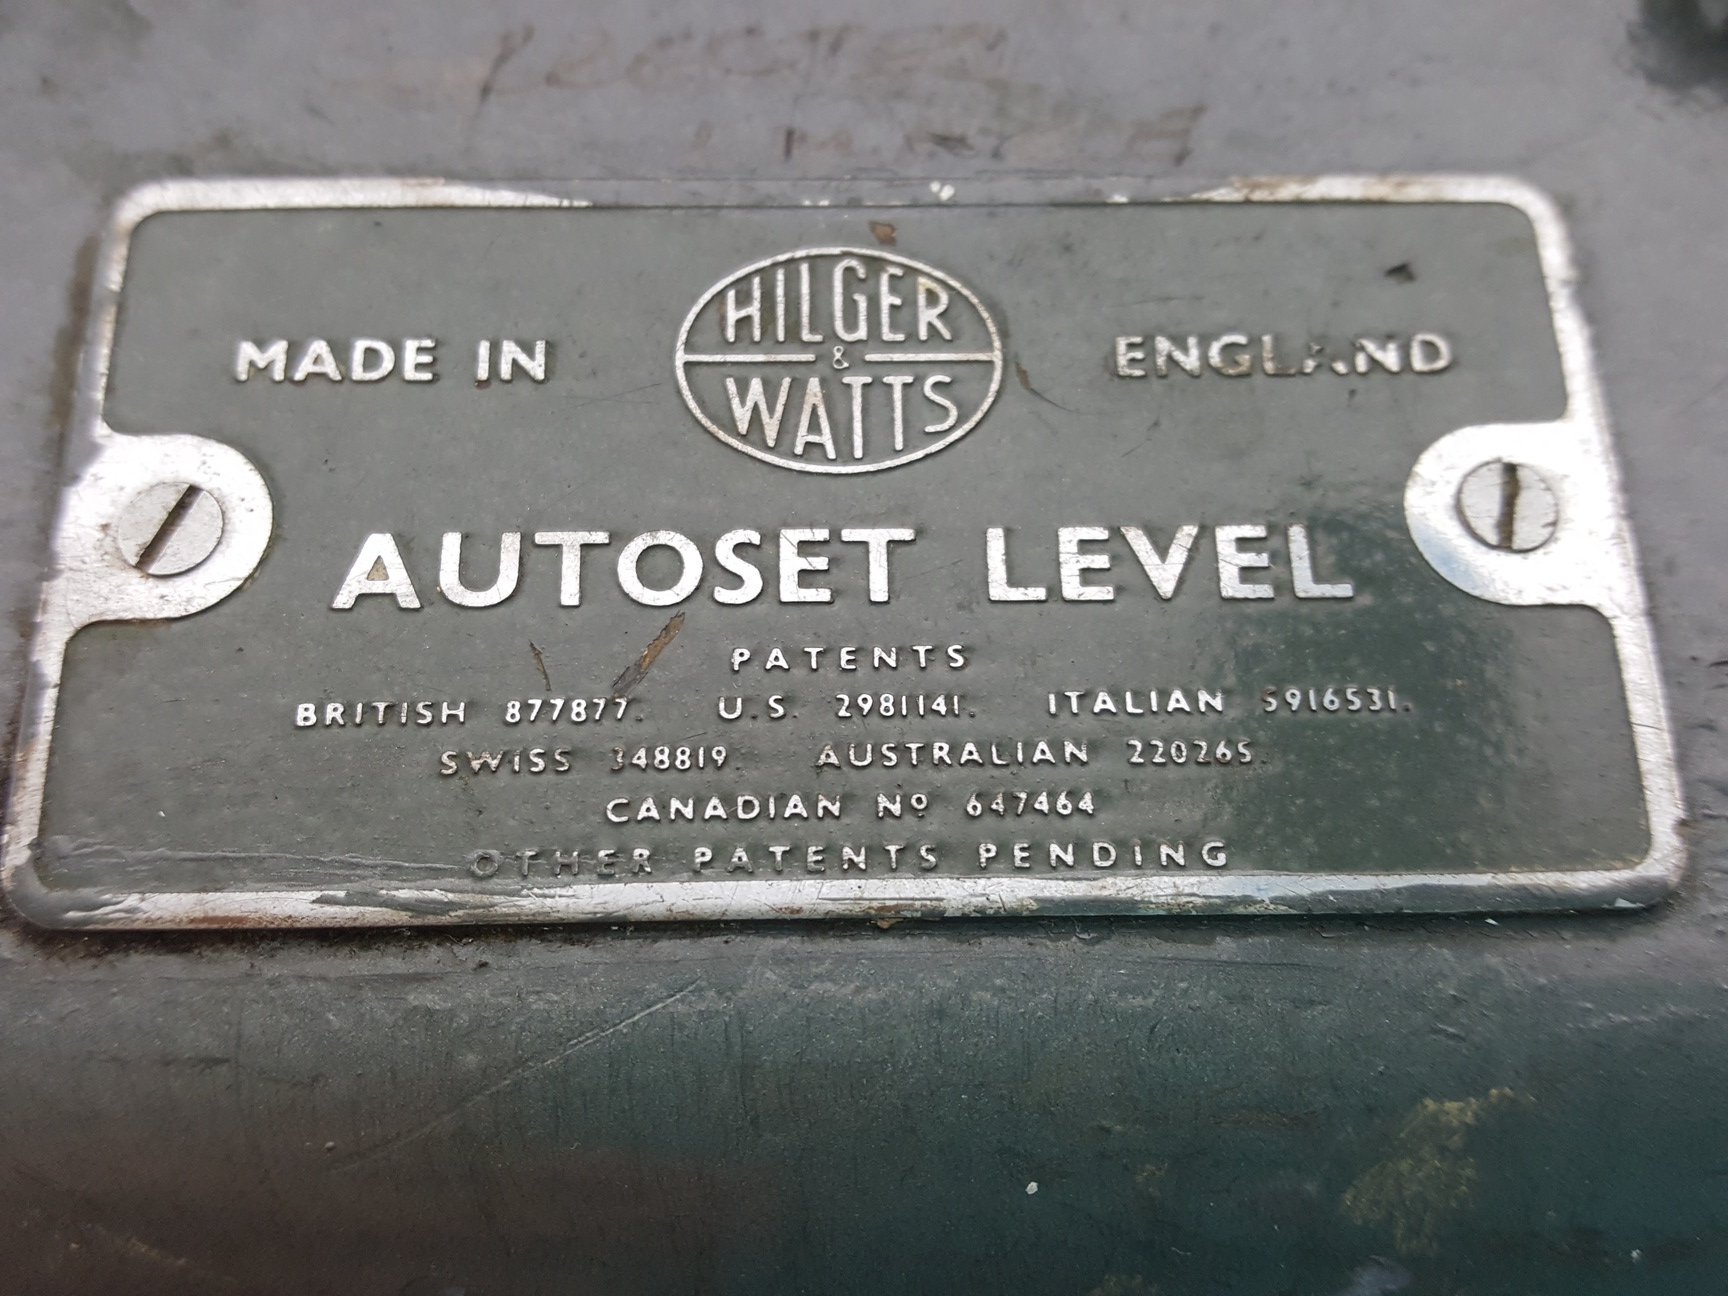 HILGER
&
WATTS
MADE IN ENGLAND
AUTOSET LEVEL
PATENTS
BRITISH 877877. U.S. 2981141. ITALIAN 5916531.
SWISS 348819. AUSTRALIAN 220265.
CANADIAN Nº 647464
OTHER PATENTS PENDING